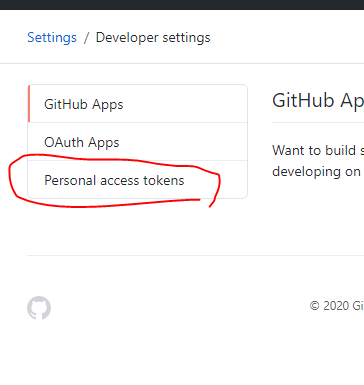 Settings / Developer settings
GitHub Apps
OAuth Apps
Personal access tokens
GitHub Ap
Want to build s
developing on
© 2020 Gi